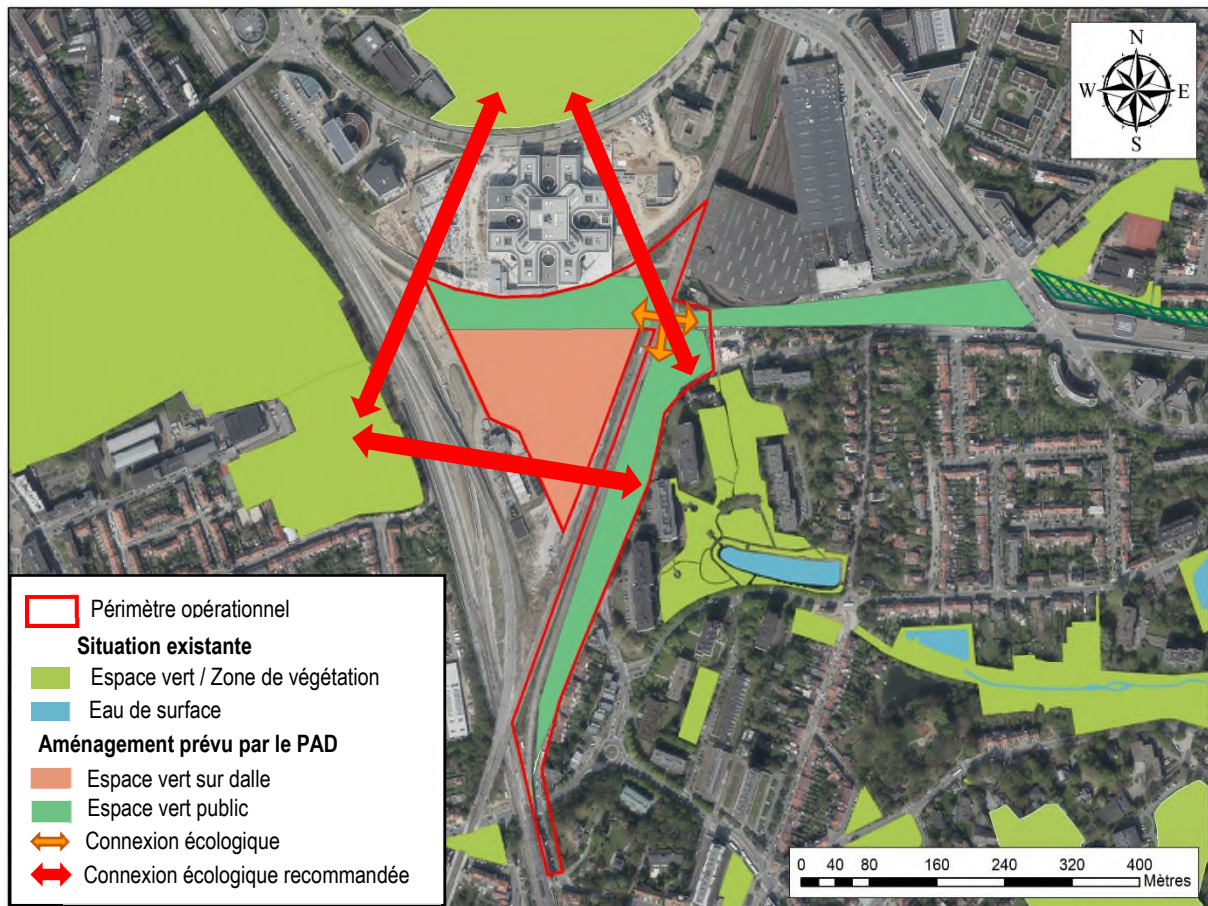 N
W E
S
Périmètre opérationnel
Situation existante
Espace vert / Zone de végétation
Eau de surface
Aménagement prévu par le PAD
Espace vert sur dalle
Espace vert public
Connexion écologique
Connexion écologique recommandée
0 40 80 160 240 320 400
Mètres